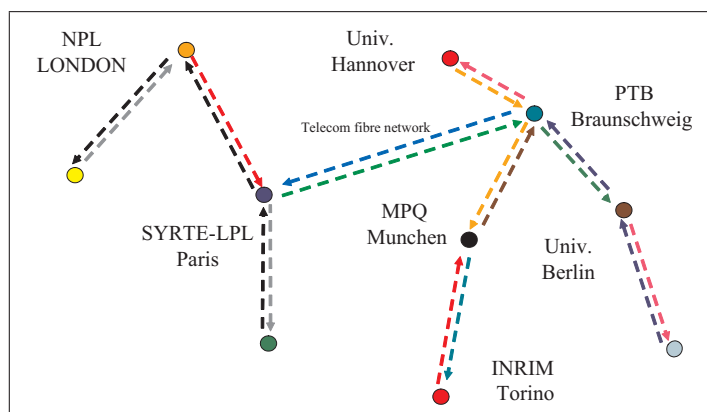 NPL
LONDON
Univ.
Hannover
PTB
Braunschweig
Telecom fibre network
SYRTE-LPL
Paris
MPQ
Munchen
Univ.
Berlin
INRIM
Torino